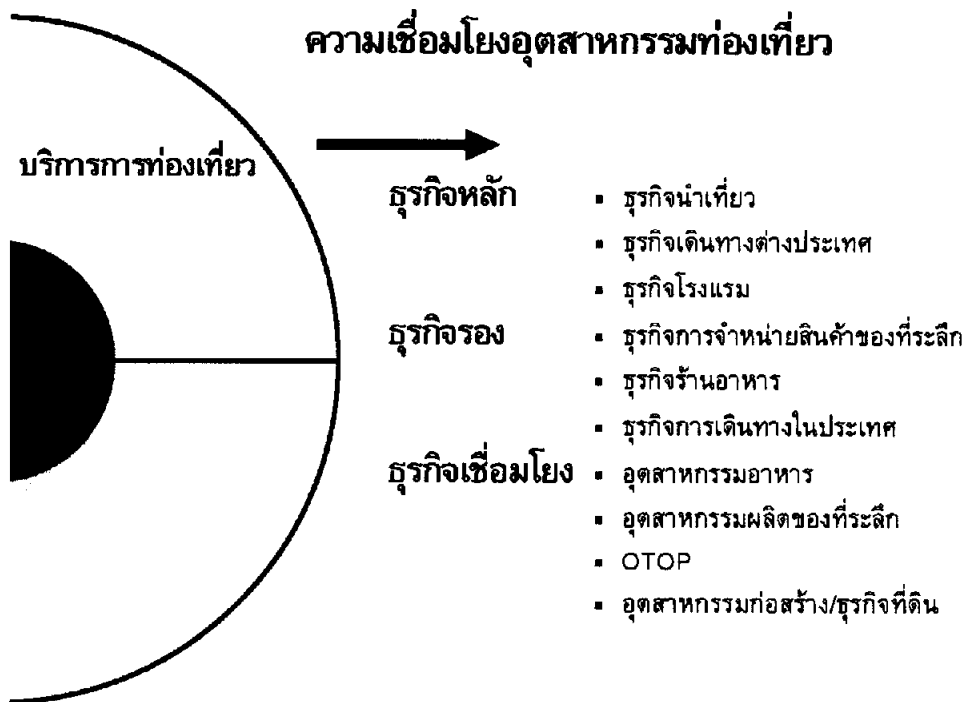 ความเชื่อมโยงอุตสาหกรรมท่องเที่ยว
บริการการท่องเที่ยว
ธุรกิจหลัก
▪ ธุรกิจนำเที่ยว
▪ ธุรกิจเดินทางต่างประเทศ
▪ ธุรกิจโรงแรม
ธุรกิจรอง
▪ ธุรกิจการจำหน่ายสินค้าของที่ระลึก
▪ ธุรกิจร้านอาหาร
▪ ธุรกิจการเดินทางในประเทศ
ธุรกิจเชื่อมโยง
▪ อุตสาหกรรมอาหาร
▪ อุตสาหกรรมผลิตของที่ระลึก
▪ OTOP
▪ อุตสาหกรรมก่อสร้าง/ธุรกิจที่ดิน